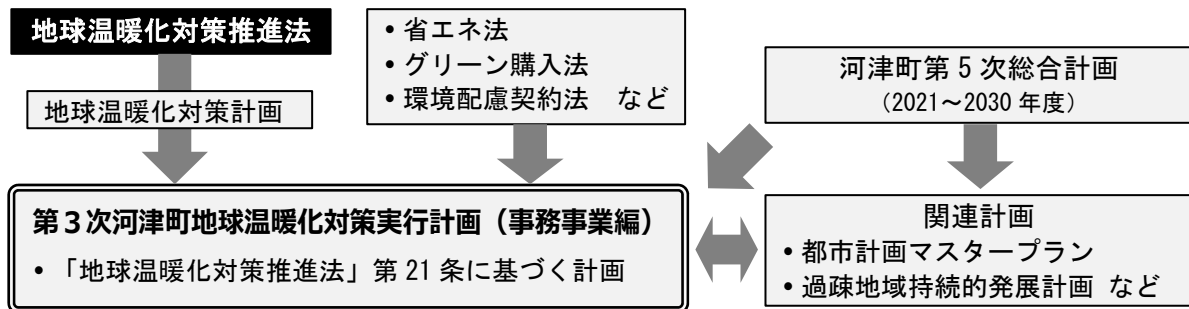 地球温暖化対策推進法
地球温暖化対策計画
• 省エネ法
• グリーン購入法
• 環境配慮契約法　など
河津町第５次総合計画
（2021～2030 年度）
第３次河津町地球温暖化対策実行計画（事務事業編）
• 「地球温暖化対策推進法」第 21 条に基づく計画
関連計画
• 都市計画マスタープラン
• 過疎地域持続的発展計画 など